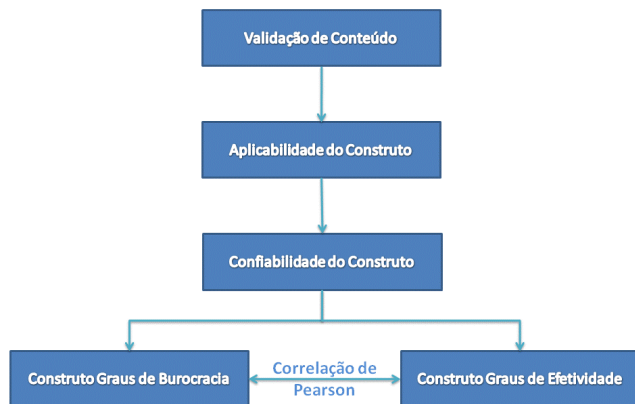 Validação de Conteúdo
Aplicabilidade do Construto
Confiabilidade do Construto
Construto Graus de Burocracia
Correlação de
Pearson
Construto Graus de Efetividade